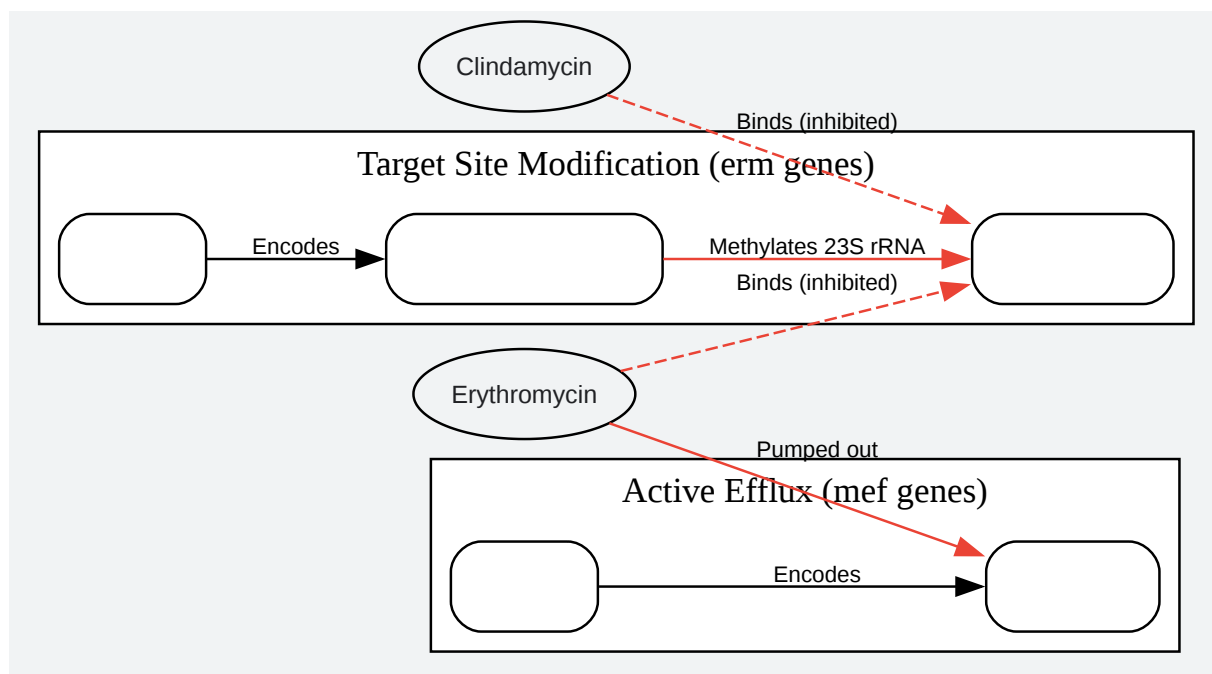 Clindamycin
Binds (inhibited)
Target Site Modification (erm genes)
Encodes
Methylates 23S rRNA
Binds (inhibited)
Erythromycin
Pumped out
Active Efflux (mef genes)
Encodes